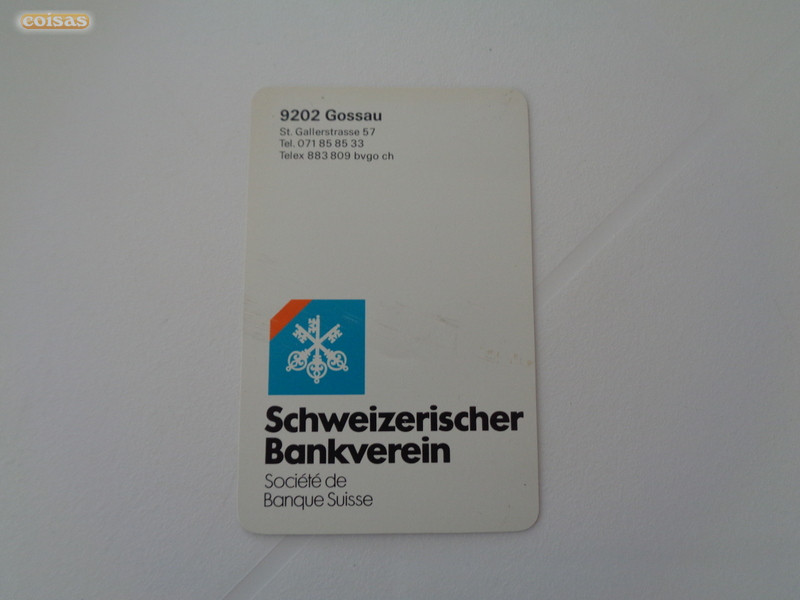 coisas
9202 Gossau
St. Gallerstrasse 57
Tel. 071 85 85 33
Telex 883 809 bvgo ch
Schweizerischer
Bankverein
Société de
Banque Suisse